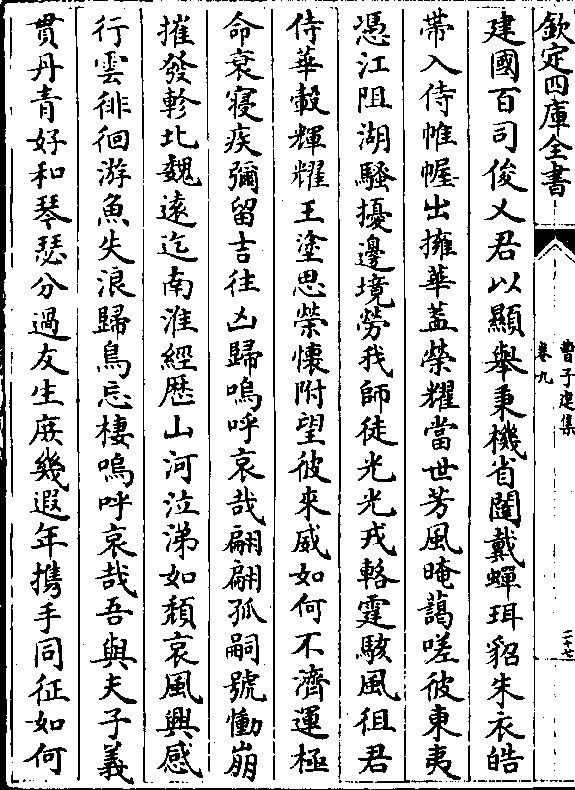 欽定四庫全書
曹子建集
卷九
二十七
建國百司俊乂君以顯舉秉機省闥戴蟬珥貂朱衣皓
帶入侍帷幄出擁華葢榮耀當世芳風晻藹嗟彼東夷
憑江阻湖騷擾邊境勞我師徒光光戎輅霆駭風徂君
侍華轂輝耀王塗思榮懷附望彼來威如何不濟運極
命衰寢疾彌留吉往凶歸嗚呼哀哉翩翩孤嗣號慟崩
摧發軫北魏遠迄南淮經歴山河泣涕如頽哀風興感
行雲徘徊游魚失浪歸鳥忘棲嗚呼哀哉吾與夫子義
貫丹青好和琴瑟分過友生庶幾遐年携手同征如何